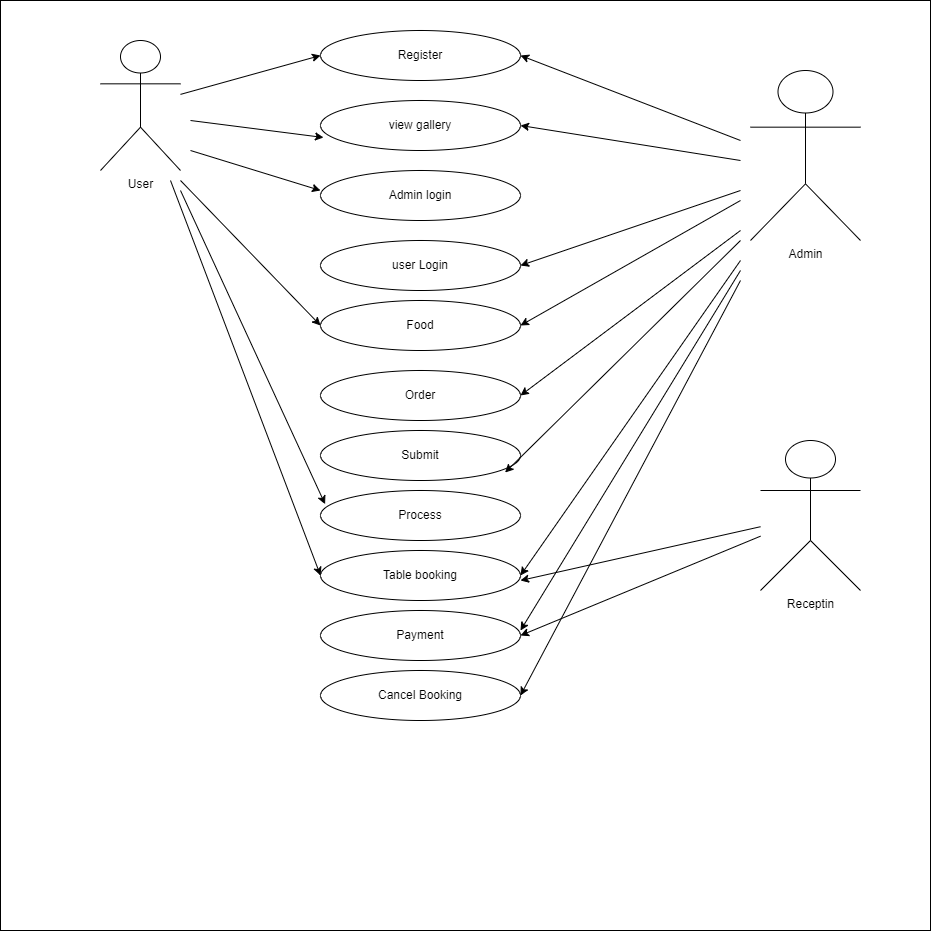 Register
view gallery
User
Admin login
Admin
user Login
Food
Order
Submit
Process
Table booking
Receptin
Payment
Cancel Booking